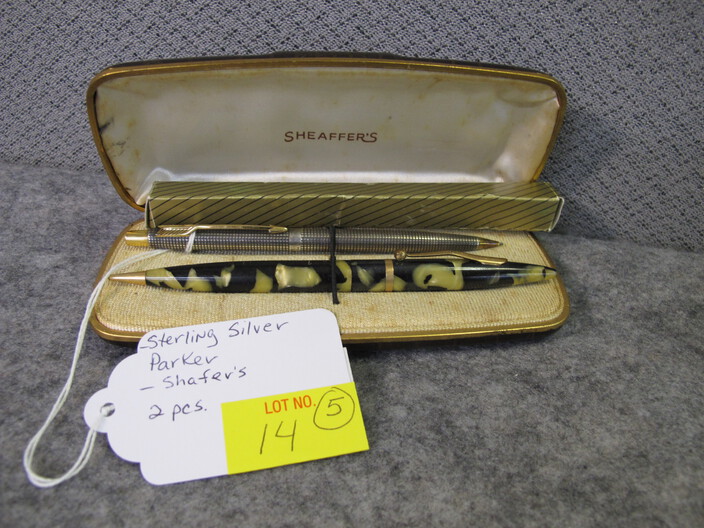 SHEAFFER'S
- Sterling Silver
Parker
- Shafer's
2 pcs.
LOT NO. 5
14